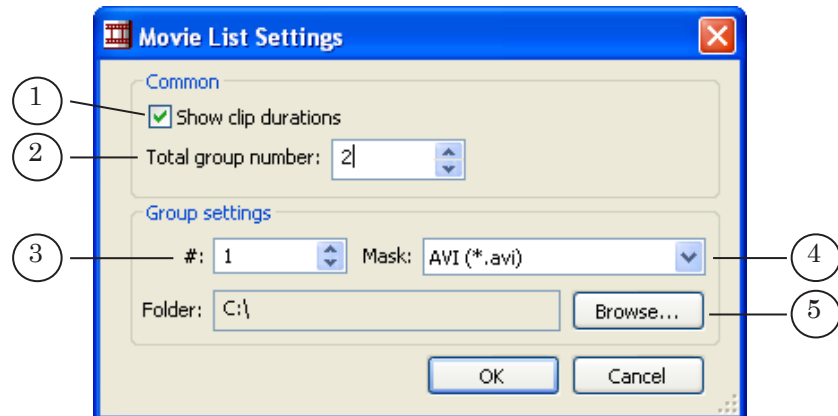 Movie List Settings
Common
1
Show clip durations
2
Total group number: 2
Group settings
3
#: 1 Mask: AVI (*.avi)
4
Folder: C:\ Browse...
5
OK Cancel